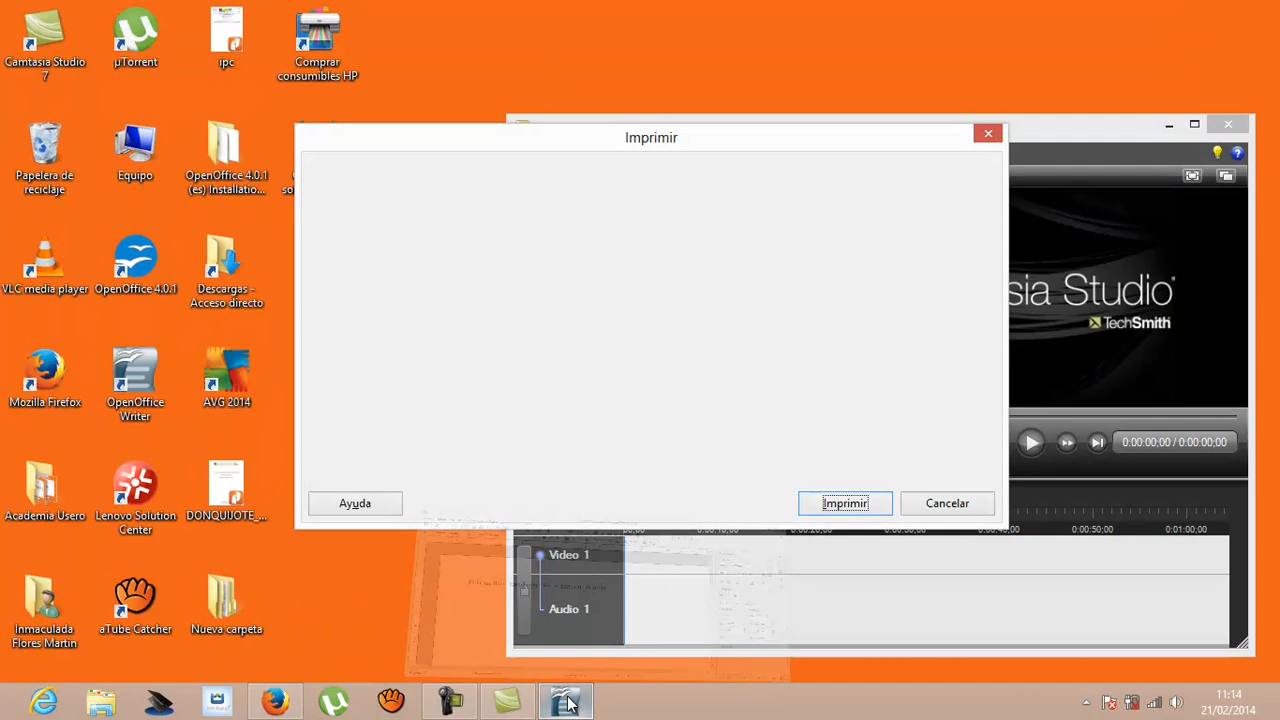 Camtasia Studio
7
µTorrent
ipc
Comprar
consumibles HP
Papelera de
reciclaje
Equipo
OpenOffice 4.0.1
(es) Installatio...
VLC media player
OpenOffice 4.0.1
Descargas -
Acceso directo
Mozilla Firefox
OpenOffice
Writer
AVG 2014
Academia Usero
Lenovo Solution
Center
DONQUIJOTE_...
Inmaculada
Flores Martin
aTube Catcher
Nueva carpeta
Imprimir
Ayuda
Imprimir
Cancelar
sia Studio
TechSmith
0:00:00;00 / 0:00:00;00
0:00:50;00
0:01:00;00
Video 1
Audio 1
11:14
21/02/2014